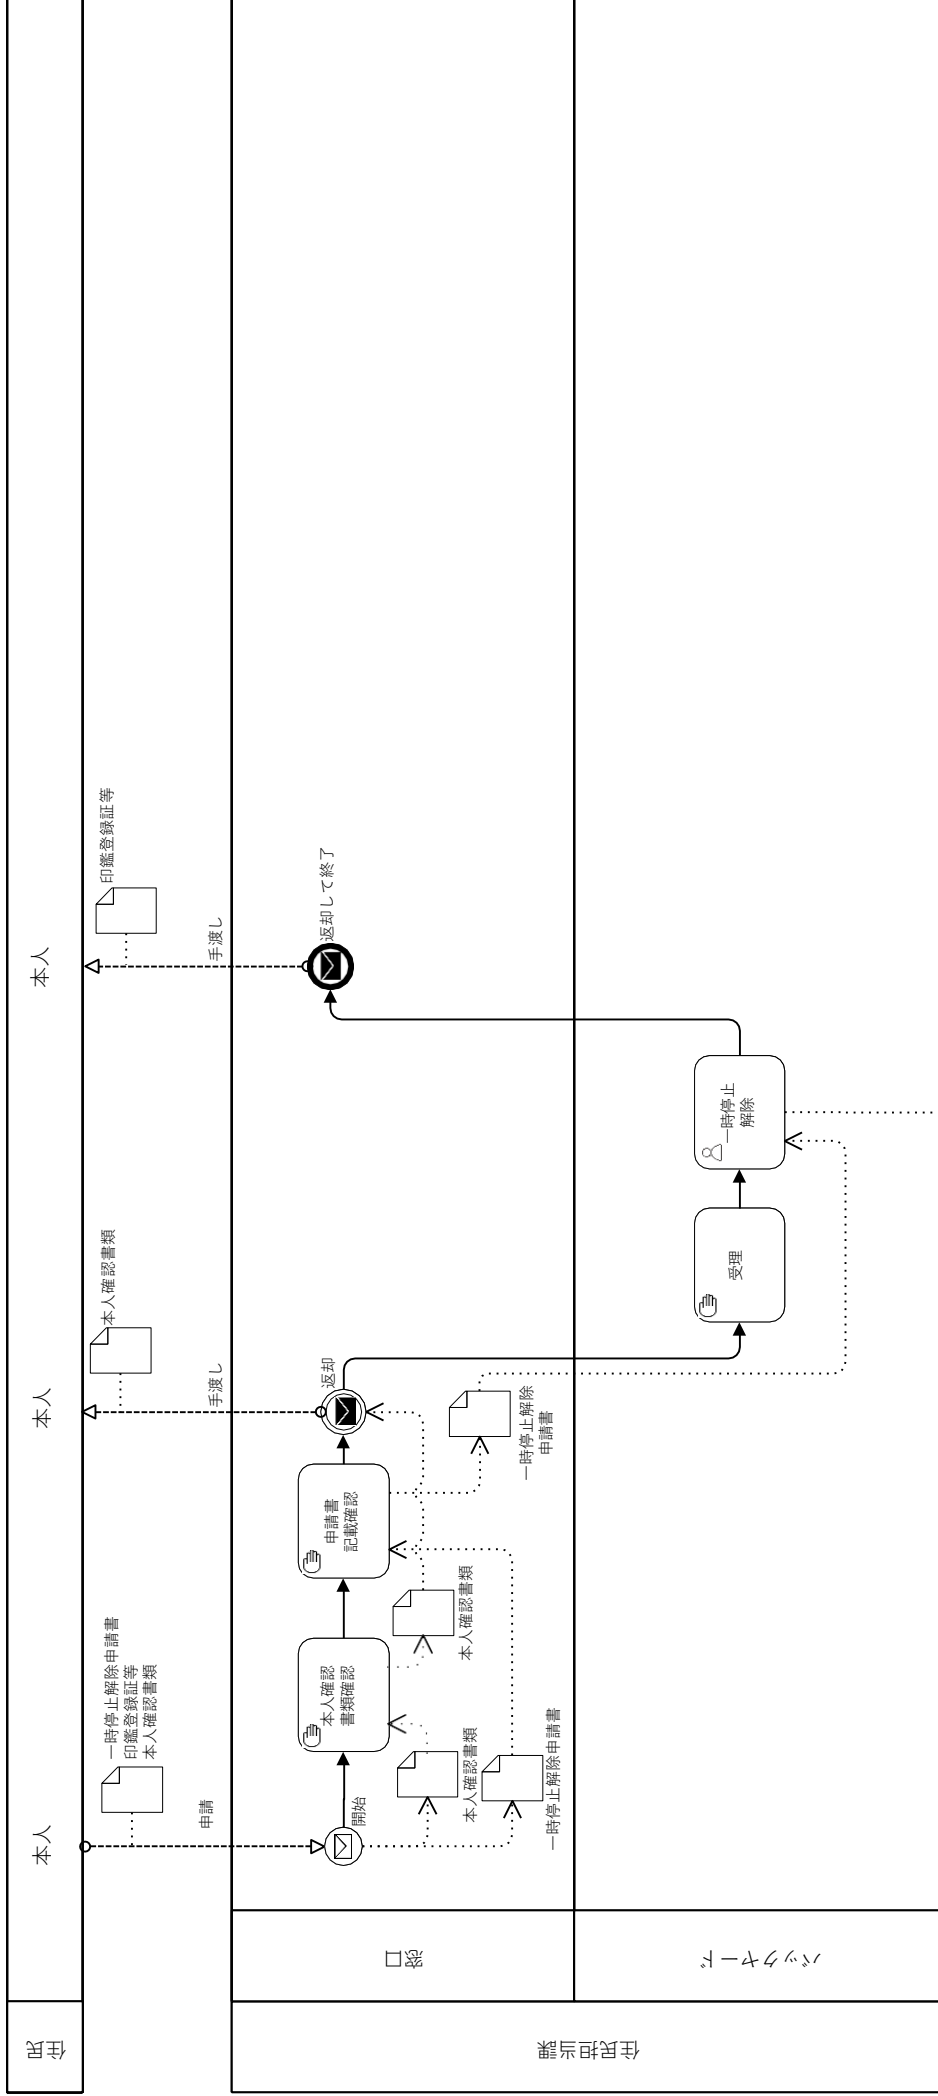 住民
本人
本人
本人
一時停止解除申請書
印鑑登録証等
本人確認書類
申請
本人確認書類
手渡し
印鑑登録証等
手渡し
住民担当課
窓口
開始
本人確認
書類確認
申請書
記載確認
返却
返却して終了
本人確認書類
一時停止解除申請書
本人確認書類
一時停止解除
申請書
バックヤード
受理
一時停止
解除